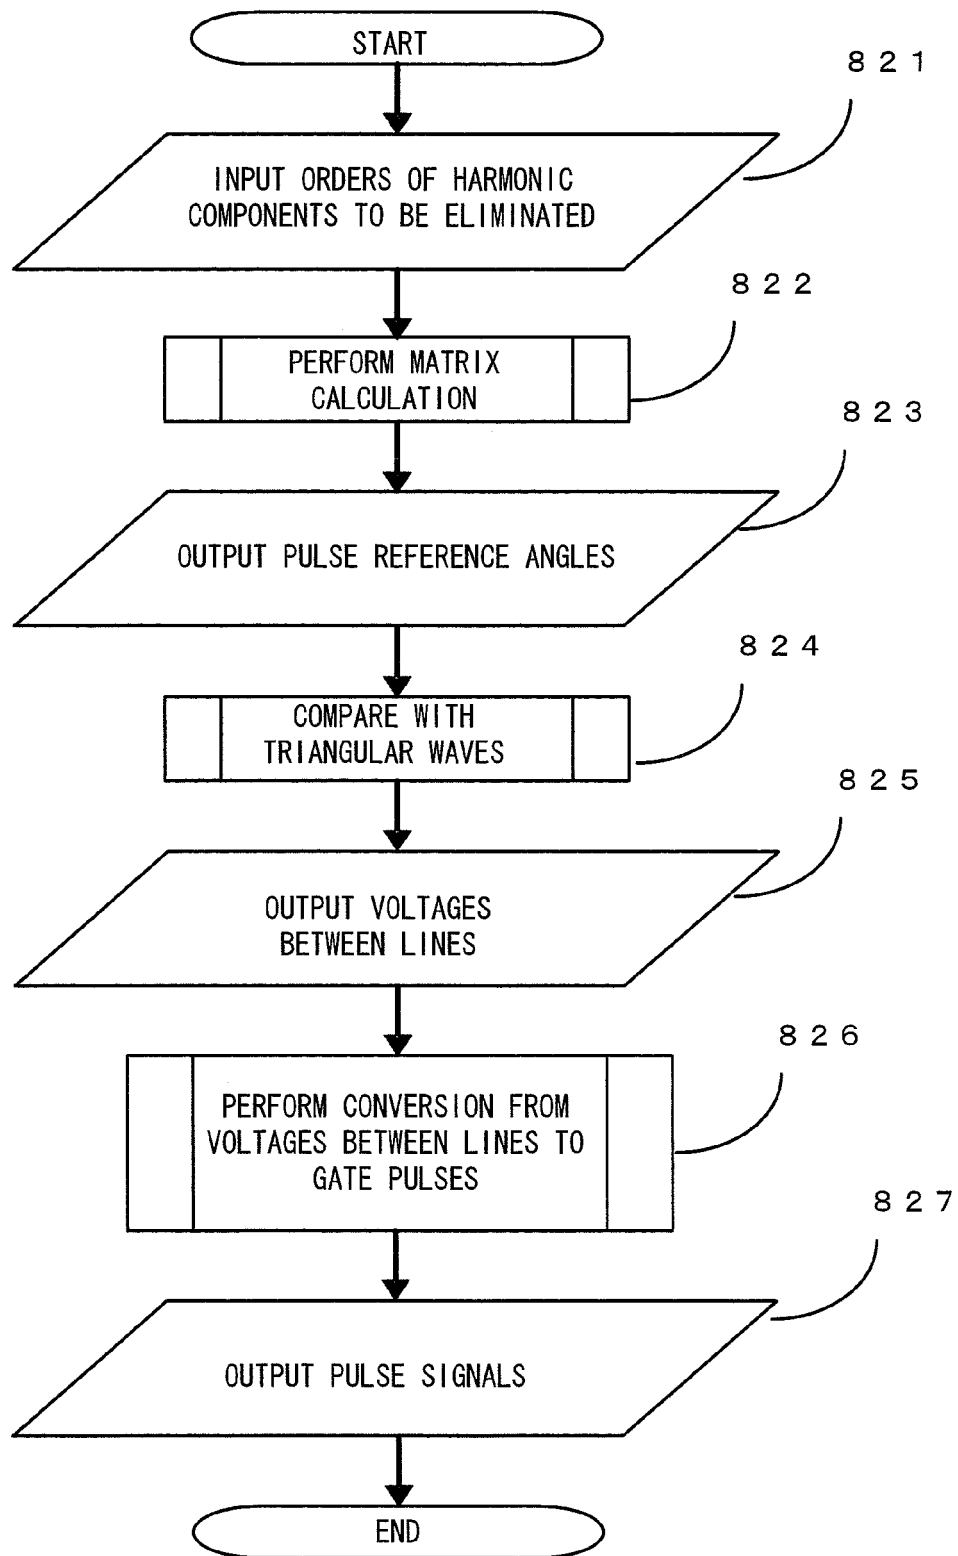 START
821
INPUT ORDERS OF HARMONIC
COMPONENTS TO BE ELIMINATED
822
PERFORM MATRIX
CALCULATION
823
OUTPUT PULSE REFERENCE ANGLES
824
COMPARE WITH
TRIANGULAR WAVES
825
OUTPUT VOLTAGES
BETWEEN LINES
826
PERFORM CONVERSION FROM
VOLTAGES BETWEEN LINES TO
GATE PULSES
827
OUTPUT PULSE SIGNALS
END